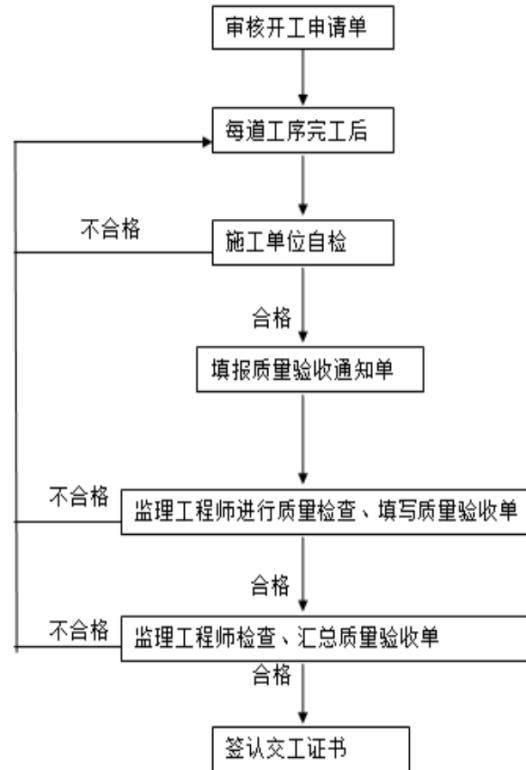 审核开工申请单
每道工序完工后
不合格
施工单位自检
合格
填报质量验收通知单
不合格
监理工程师进行质量检查、填写质量验收单
合格
不合格
监理工程师检查、汇总质量验收单
合格
签认交工证书